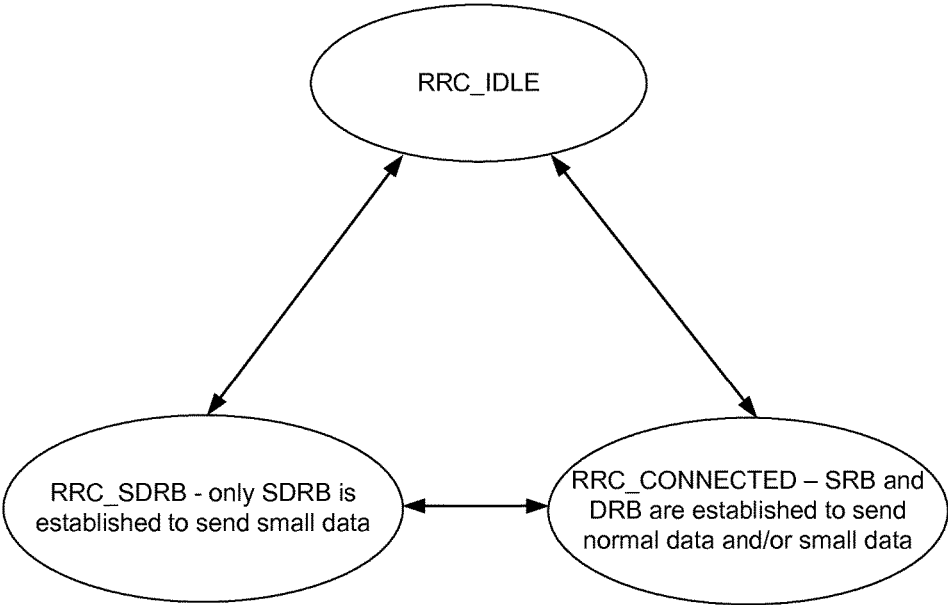 RRC_IDLE
RRC_SDRB - only SDRB is
established to send small data
RRC_CONNECTED – SRB and
DRB are established to send
normal data and/or small data